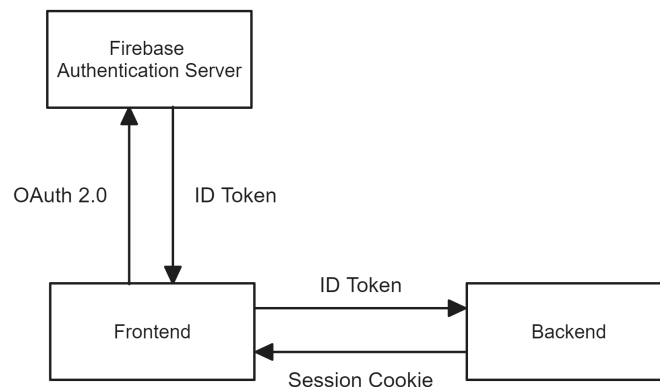 Firebase
Authentication Server
OAuth 2.0
ID Token
ID Token
Frontend
Backend
Session Cookie